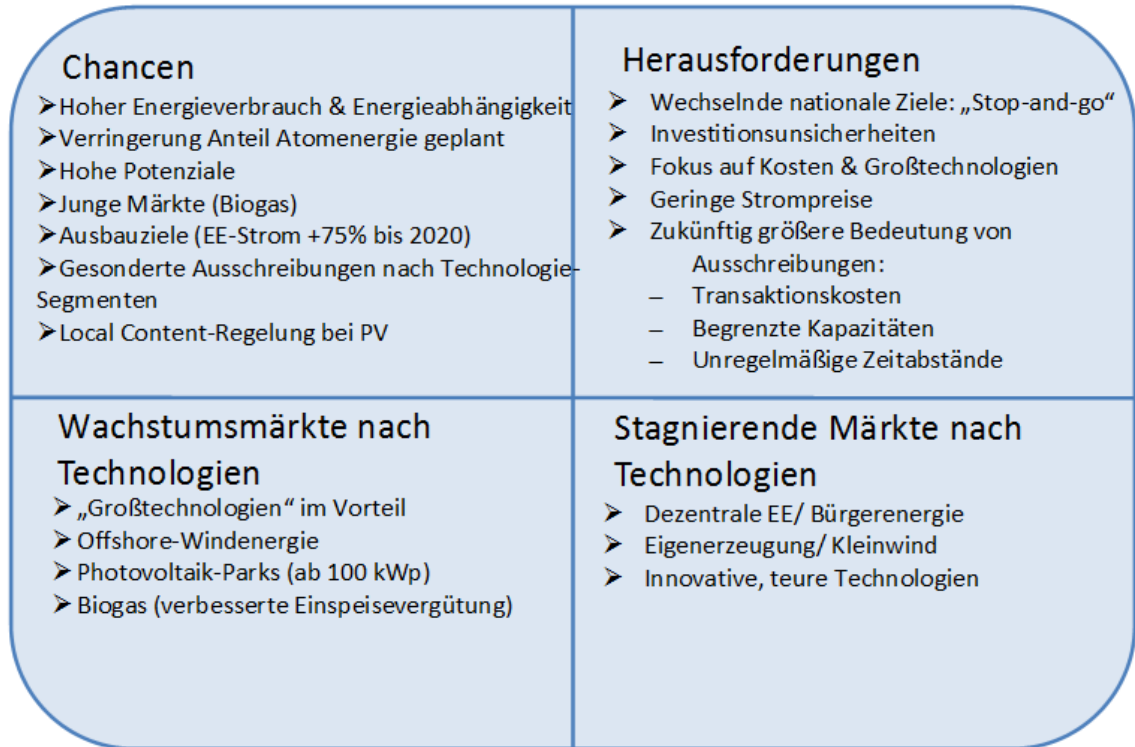 Chancen
➤Hoher Energieverbrauch & Energieabhängigkeit
➤Verringerung Anteil Atomenergie geplant
➤Hohe Potenziale
➤Junge Märkte (Biogas)
➤Ausbauziele (EE-Strom +75% bis 2020)
➤Gesonderte Ausschreibungen nach Technologie-
Segmenten
➤Local Content-Regelung bei PV
Herausforderungen
➤ Wechselnde nationale Ziele: „Stop-and-go“
➤ Investitionsunsicherheiten
➤ Fokus auf Kosten & Großtechnologien
➤ Geringe Strompreise
➤ Zukünftig größere Bedeutung von
Ausschreibungen:
– Transaktionskosten
– Begrenzte Kapazitäten
– Unregelmäßige Zeitabstände
Wachstumsmärkte nach
Technologien
➤ „Großtechnologien“ im Vorteil
➤ Offshore-Windenergie
➤ Photovoltaik-Parks (ab 100 kWp)
➤ Biogas (verbesserte Einspeisevergütung)
Stagnierende Märkte nach
Technologien
➤ Dezentrale EE/ Bürgerenergie
➤ Eigenerzeugung/ Kleinwind
➤ Innovative, teure Technologien